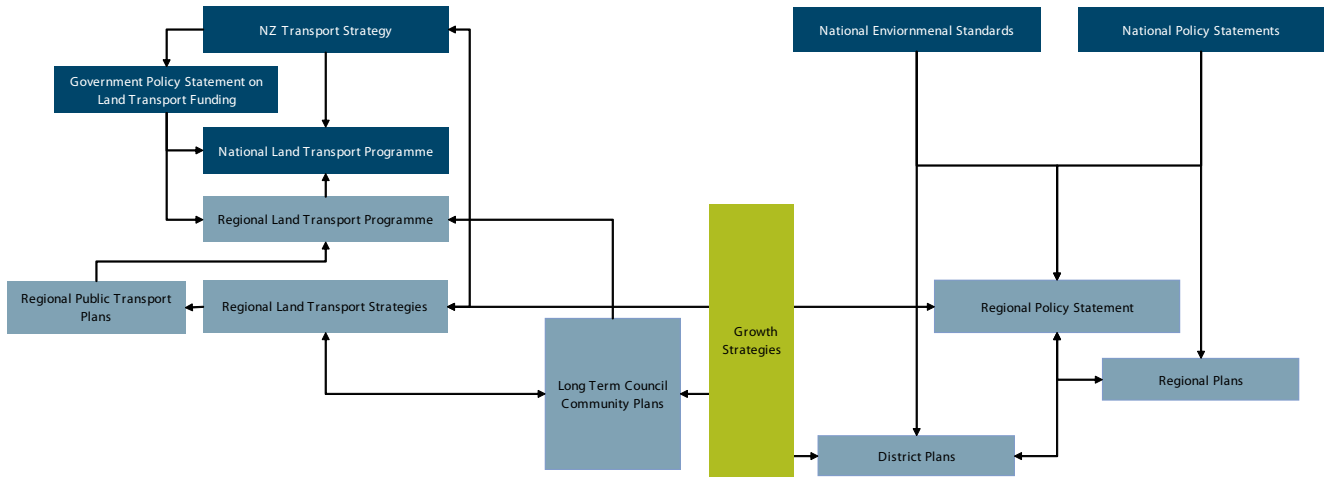 NZ Transport Strategy
National Enviornmenal Standards
National Policy Statements
Government Policy Statement on
Land Transport Funding
National Land Transport Programme
Regional Land Transport Programme
Regional Public Transport
Plans
Regional Land Transport Strategies
Growth
Strategies
Regional Policy Statement
Long Term Council
Community Plans
Regional Plans
District Plans